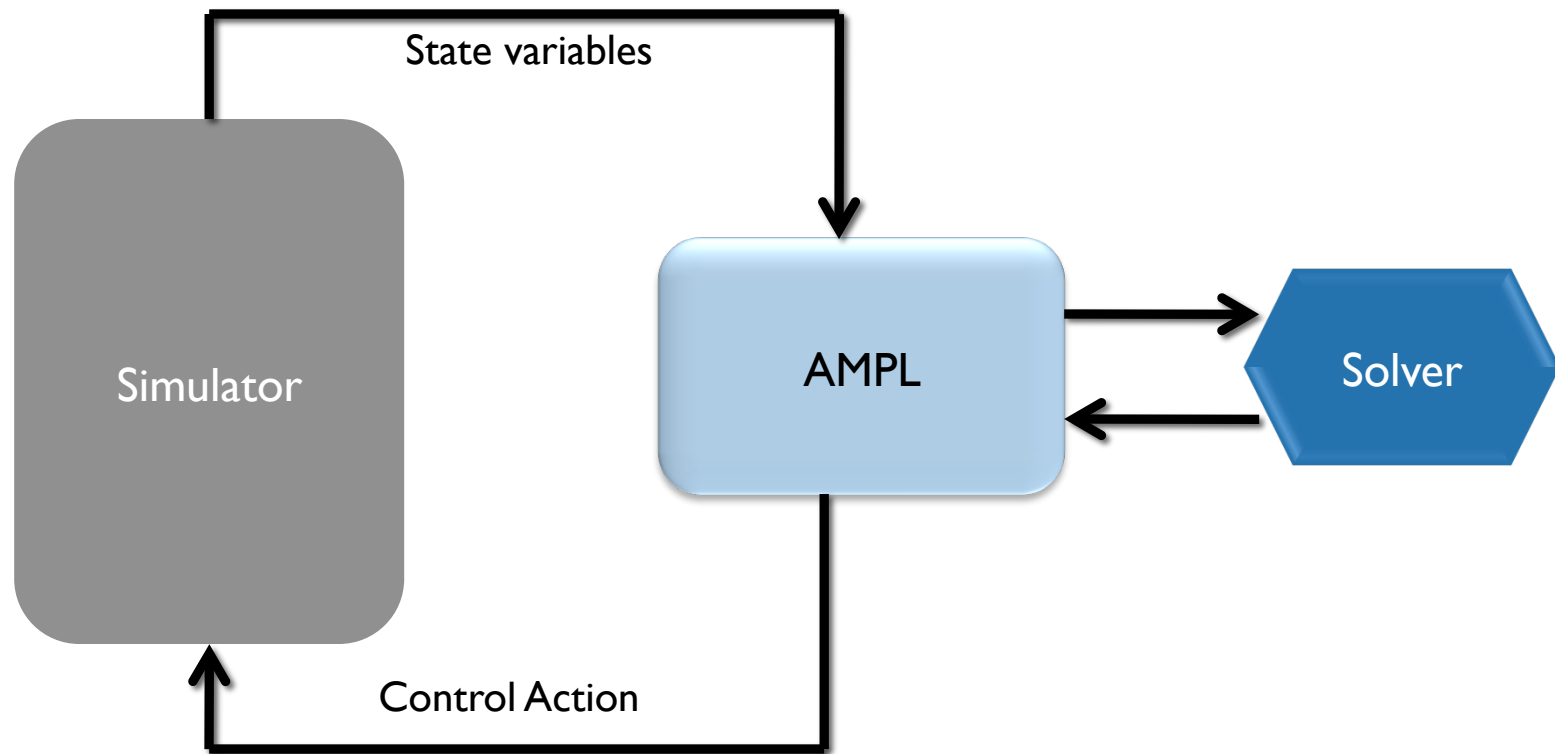 State variables
Simulator
AMPL
Solver
Control Action